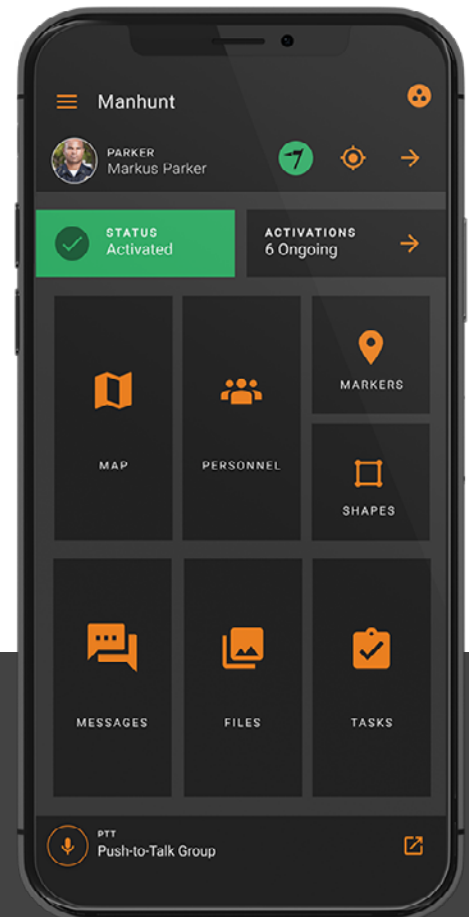 Manhunt
PARKER
Markus Parker
STATUS
Activated
ACTIVATIONS
6 Ongoing
MAP
PERSONNEL
MARKERS
SHAPES
MESSAGES
FILES
TASKS
PTT
Push-to-Talk Group